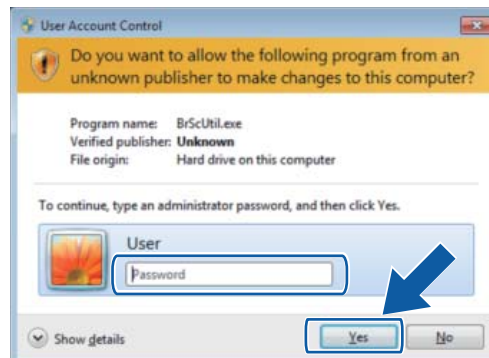 User Account Control
Do you want to allow the following program from an
unknown publisher to make changes to this computer?
Program name: BrScUtil.exe
Verified publisher: Unknown
File origin: Hard drive on this computer
To continue, type an administrator password, and then click Yes.
User
Password
Show details
Yes No